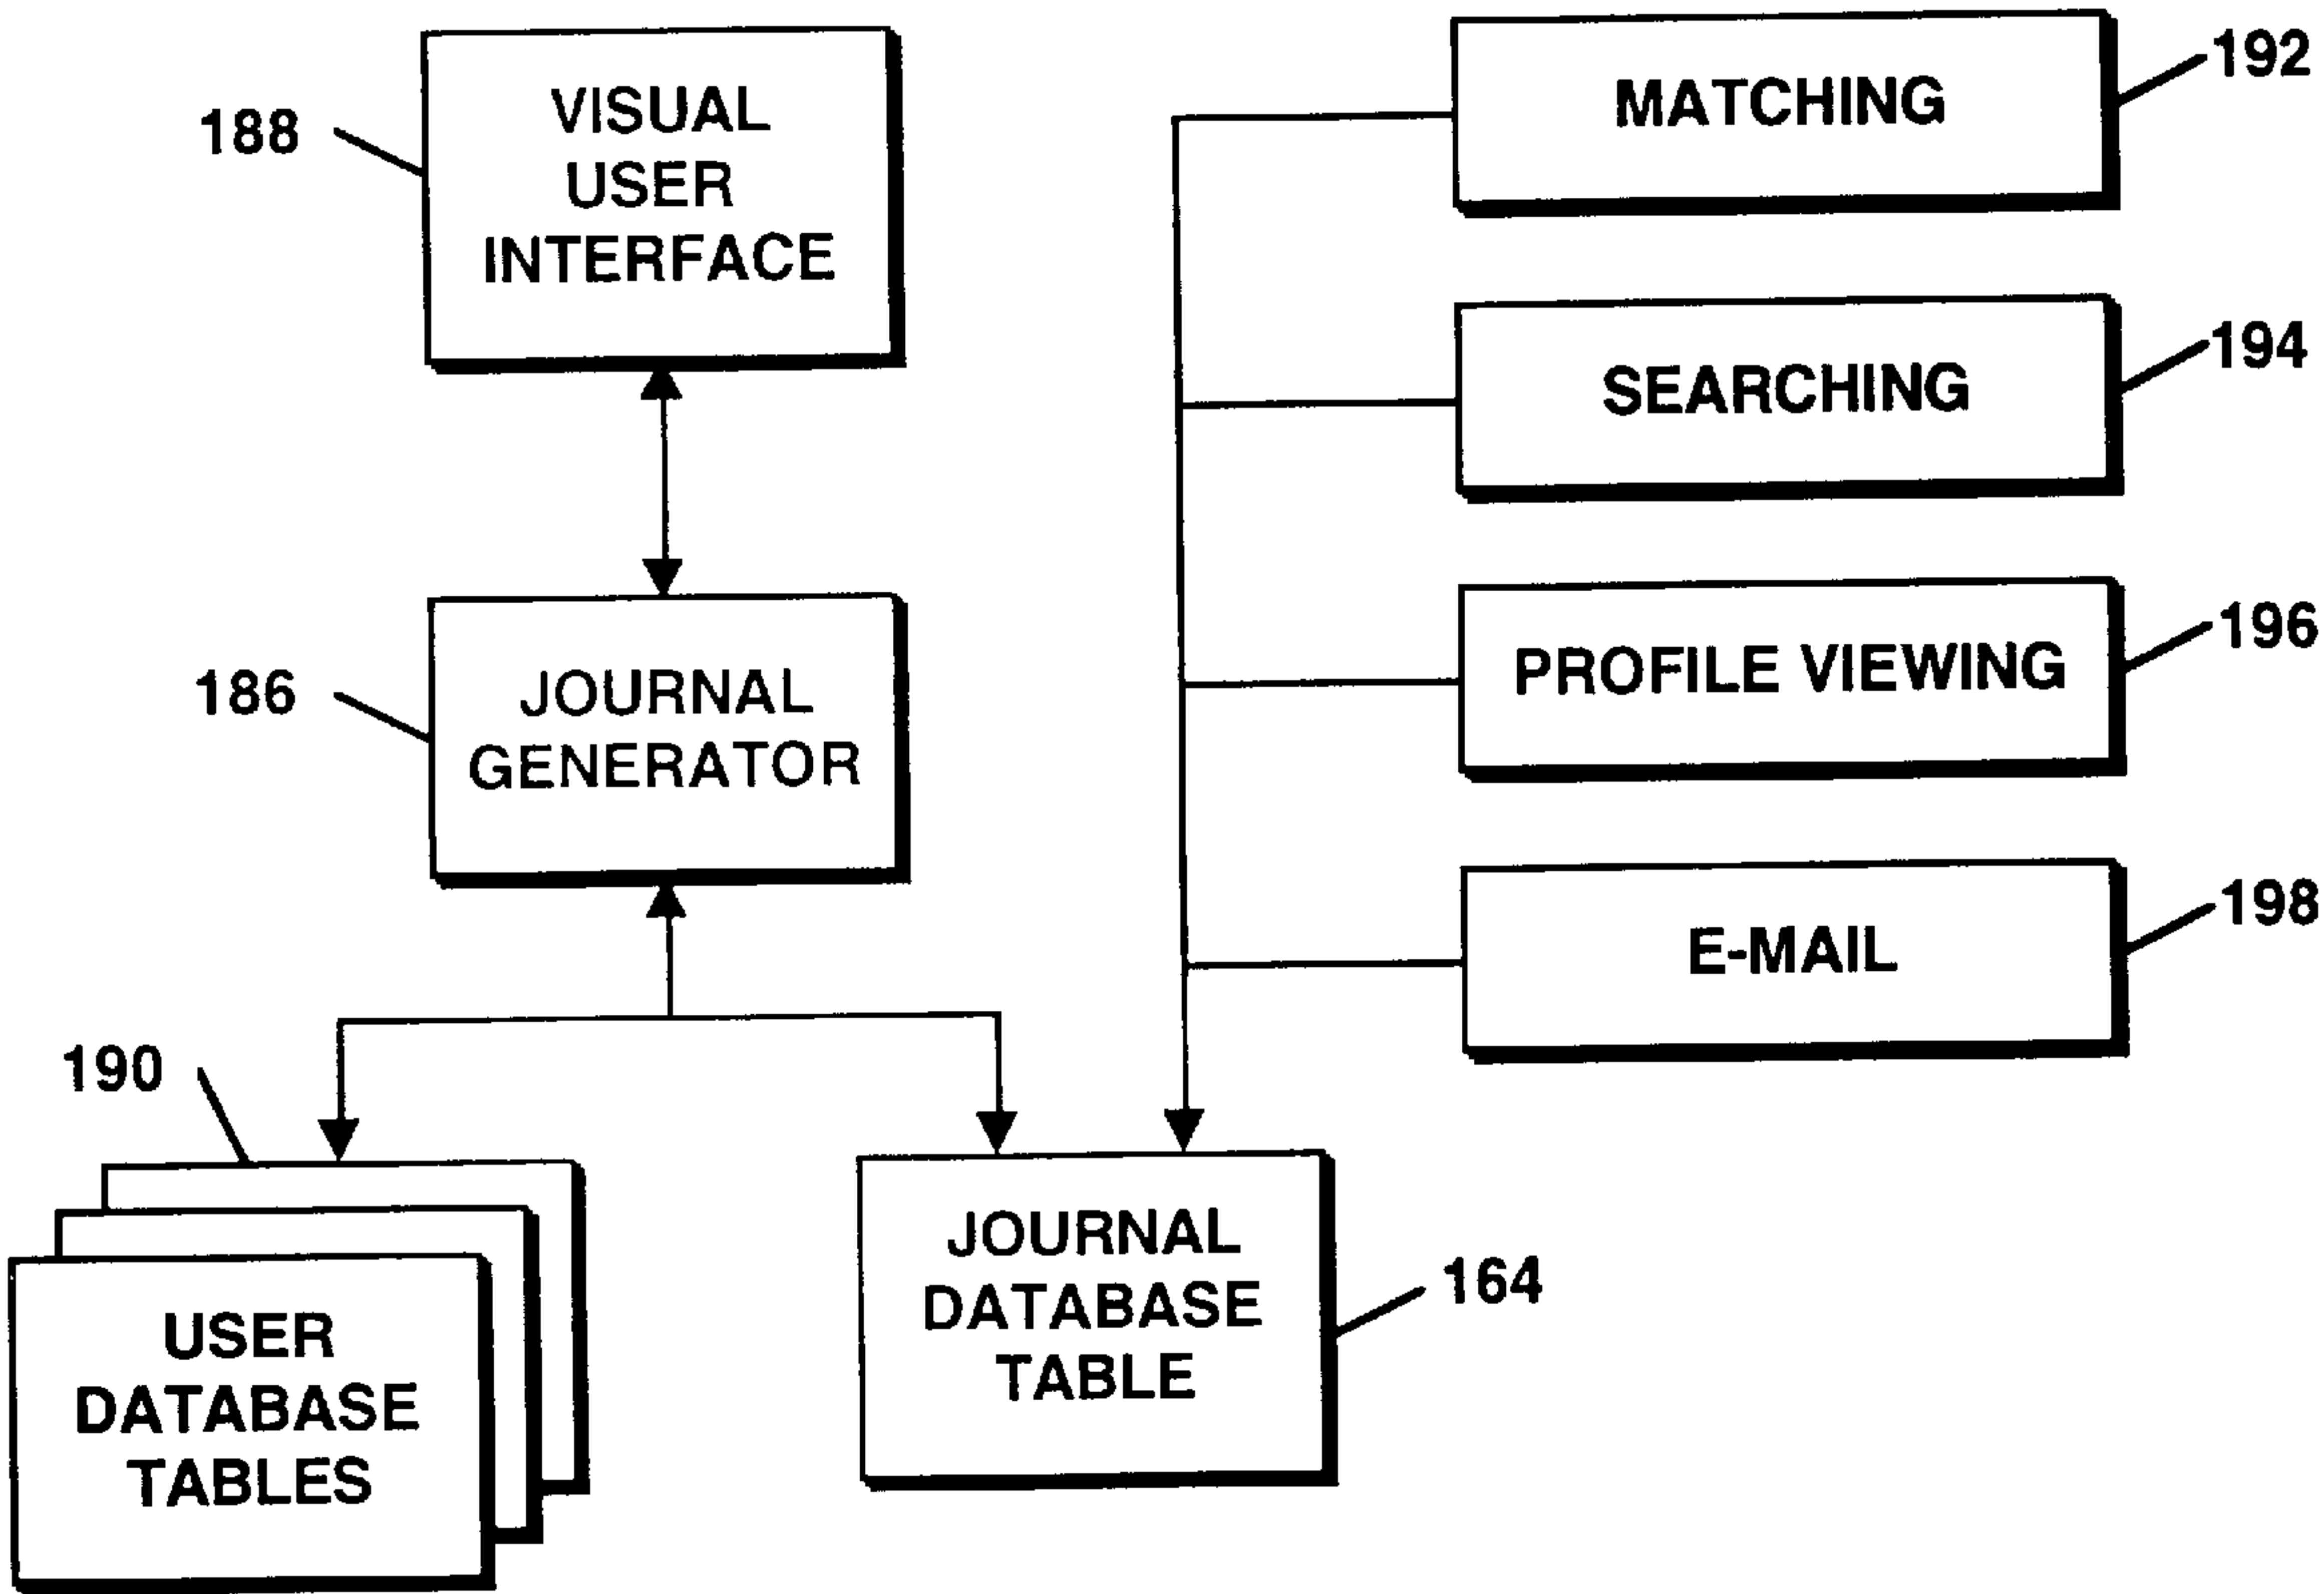 188
VISUAL
USER
INTERFACE
MATCHING
192
SEARCHING
194
186
JOURNAL
GENERATOR
PROFILE VIEWING
196
E-MAIL
198
190
USER
DATABASE
TABLES
JOURNAL
DATABASE
TABLE
164